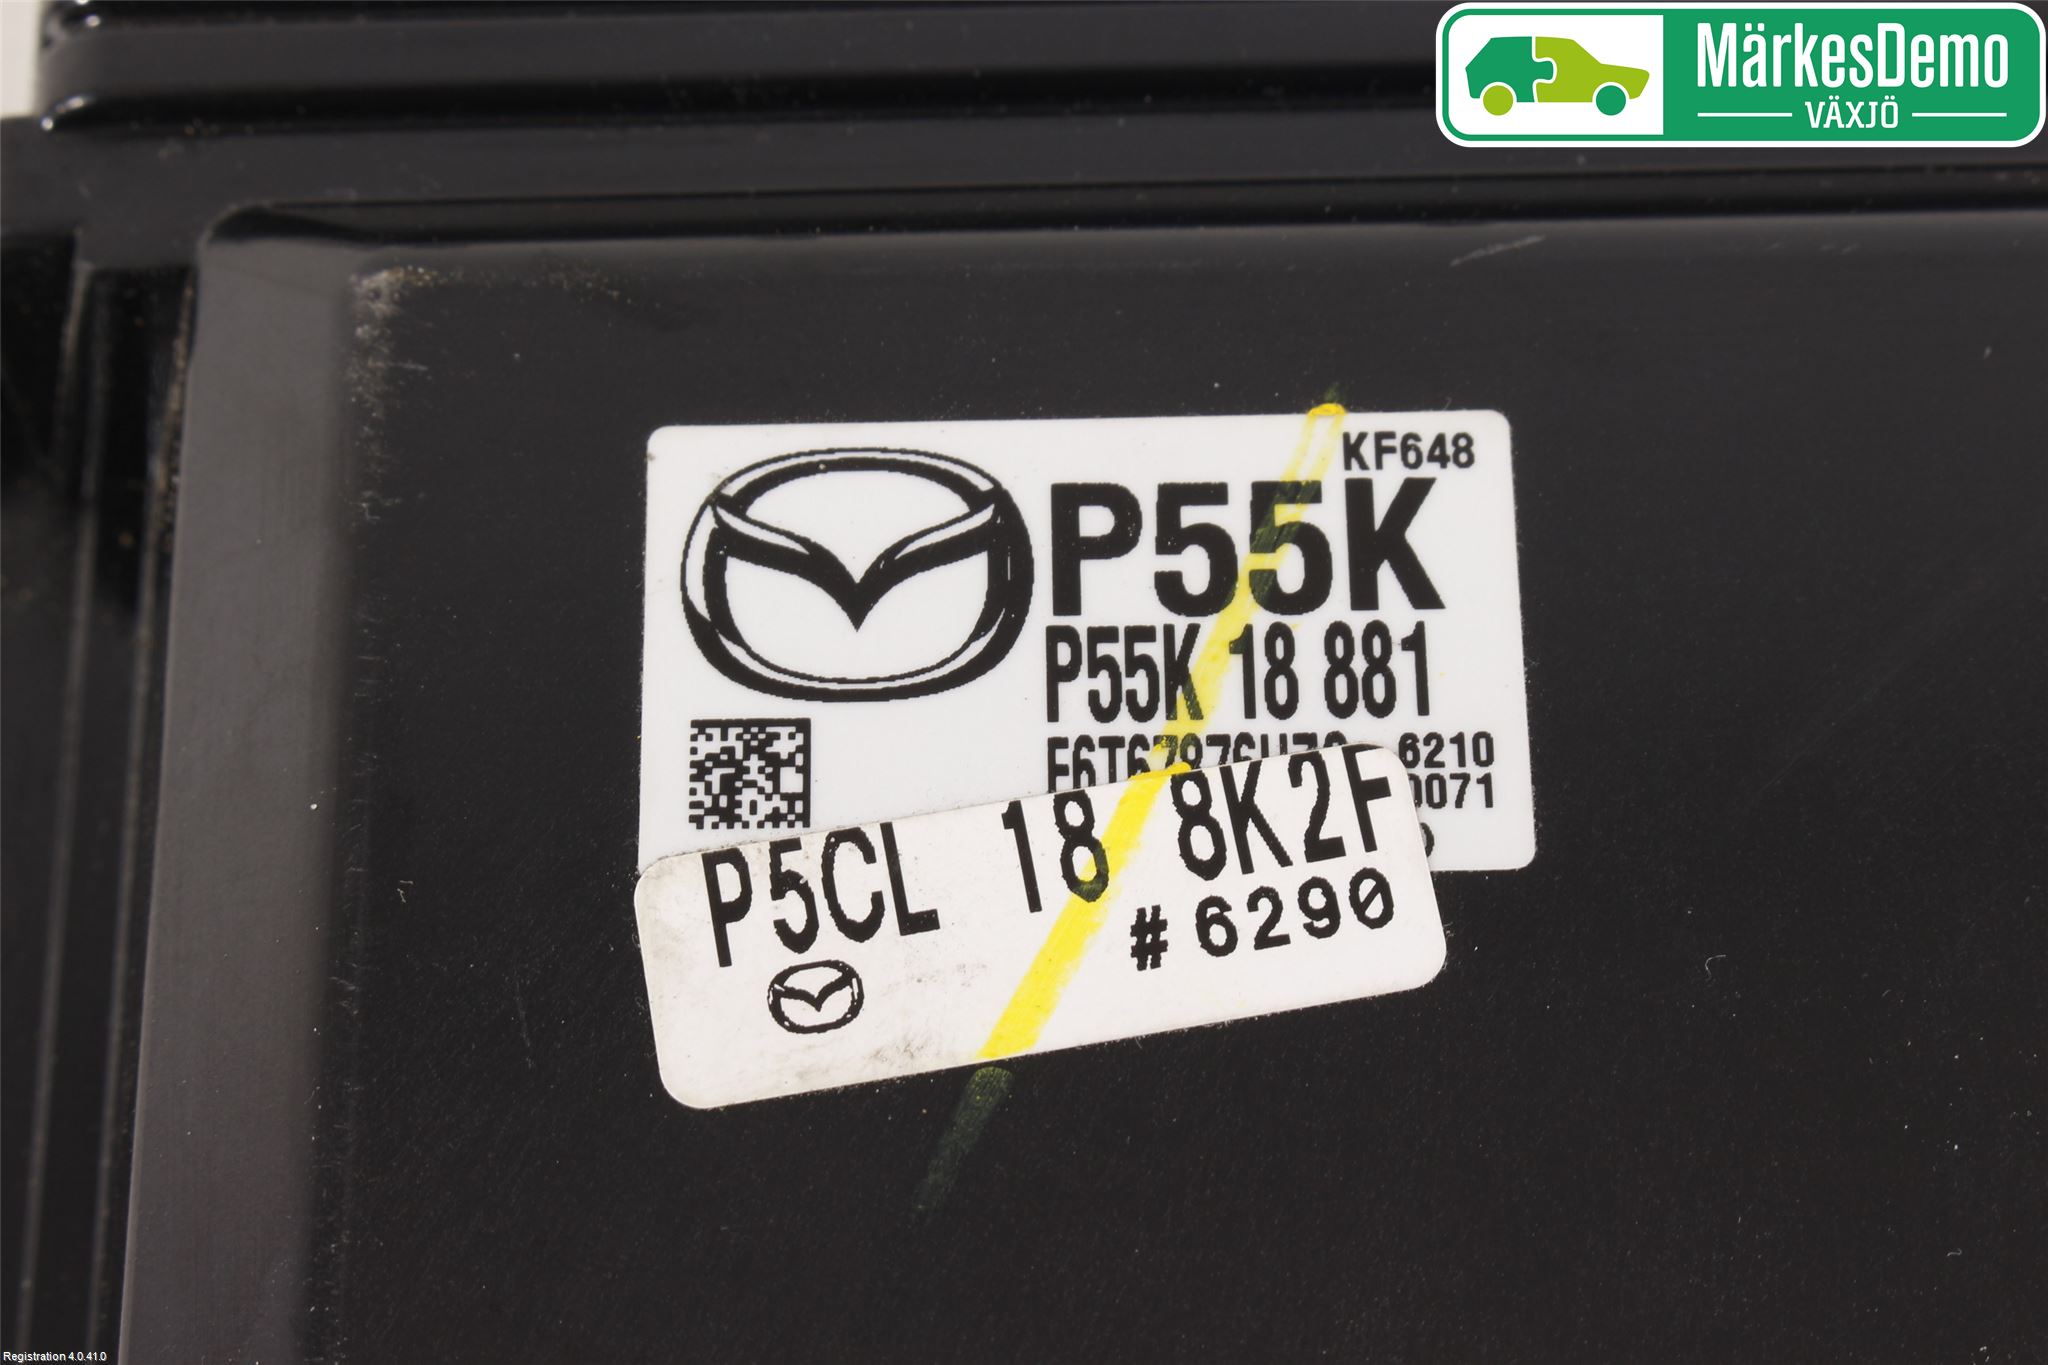 MärkesDemo
VÄXJÖ
KF648
P55K
P55K 18 881
6210
0071
P5CL 18 8K2F
#6290
Registration 4.0.41.0